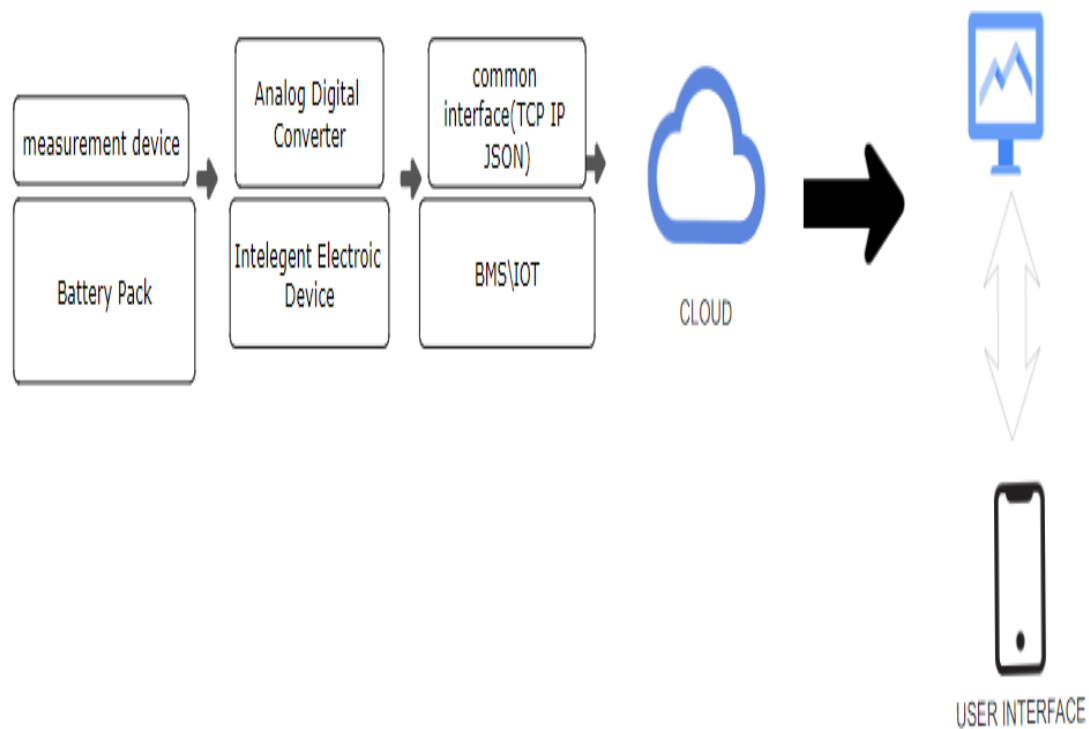 measurement device
Battery Pack
Analog Digital
Converter
Intelegent Electroic
Device
common
interface(TCP IP
JSON)
BMS\IOT
CLOUD
USER INTERFACE